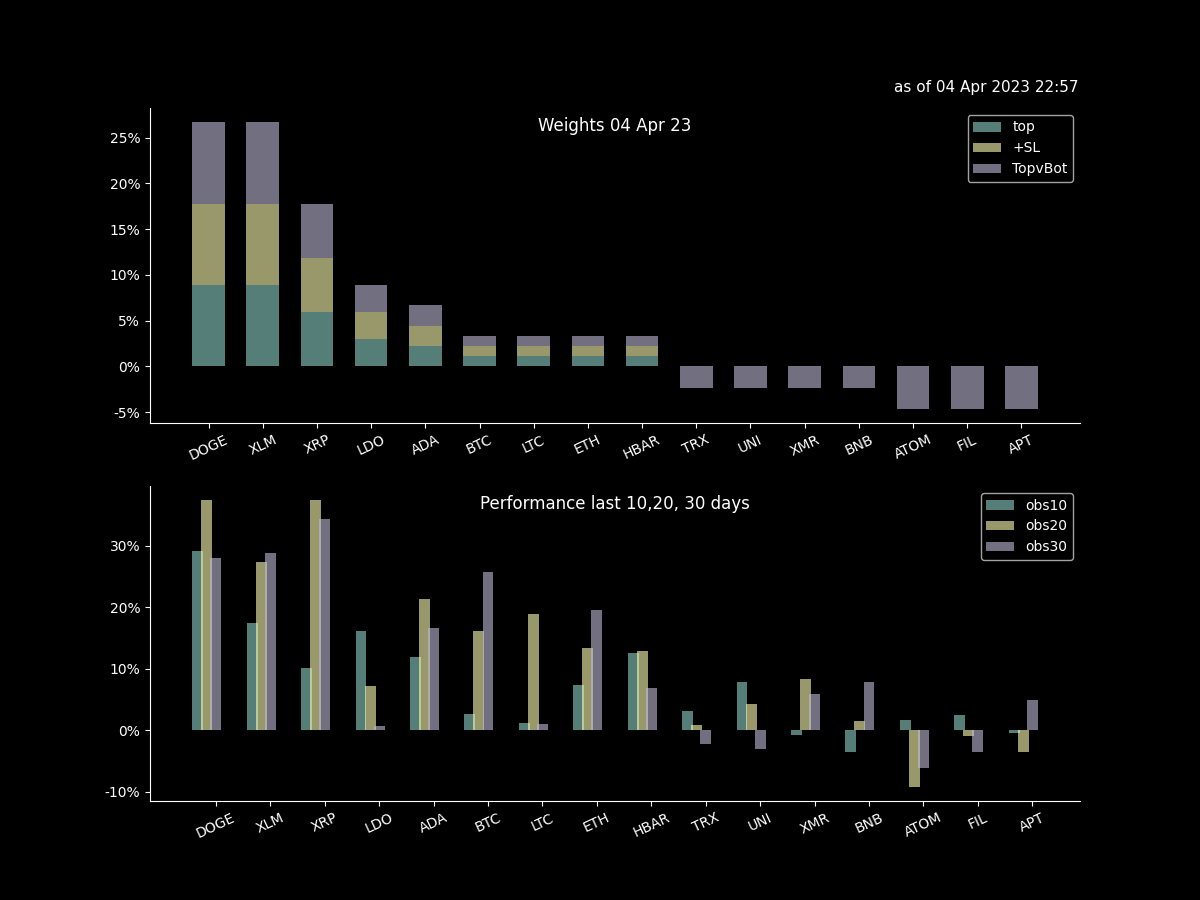 as of 04 Apr 2023 22:57
Weights 04 Apr 23
top
+SL
TopvBot
25%
20%
15%
10%
5%
0%
-5%
DOGE XLM XRP LDO ADA BTC LTC ETH HBAR TRX UNI XMR BNB ATOM FIL APT
Performance last 10,20, 30 days
obs10
obs20
obs30
30%
20%
10%
0%
-10%
DOGE XLM XRP LDO ADA BTC LTC ETH HBAR TRX UNI XMR BNB ATOM FIL APT